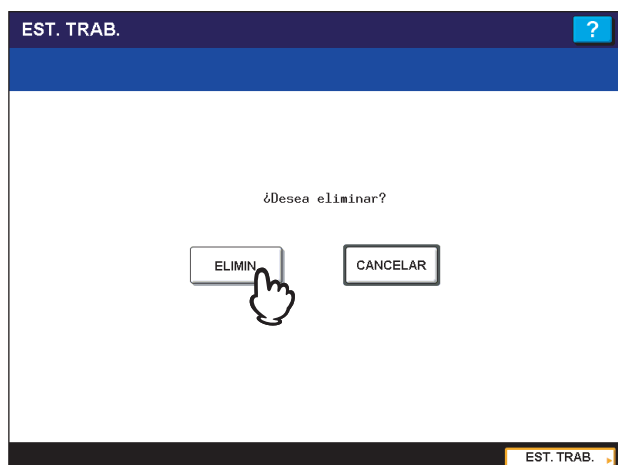 EST. TRAB.
?
¿Desea eliminar?
ELIMIN
CANCELAR
EST. TRAB.